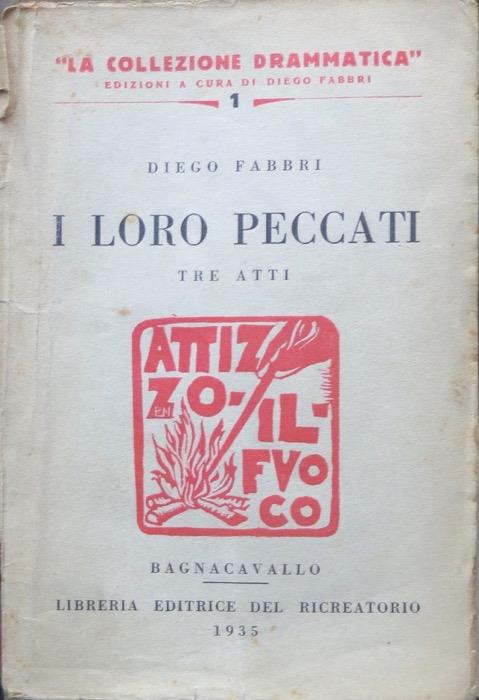 "LA COLLEZIONE DRAMMATICA"
EDIZIONI A CURA DI DIEGO FABBRI
1
DIEGO FABBRI
I LORO PECCATI
TRE ATTI
ATTIZ
ZO-
IL-
FVO
CO
BAGNACAVALLO
LIBRERIA EDITRICE DEL RICREATORIO
1935